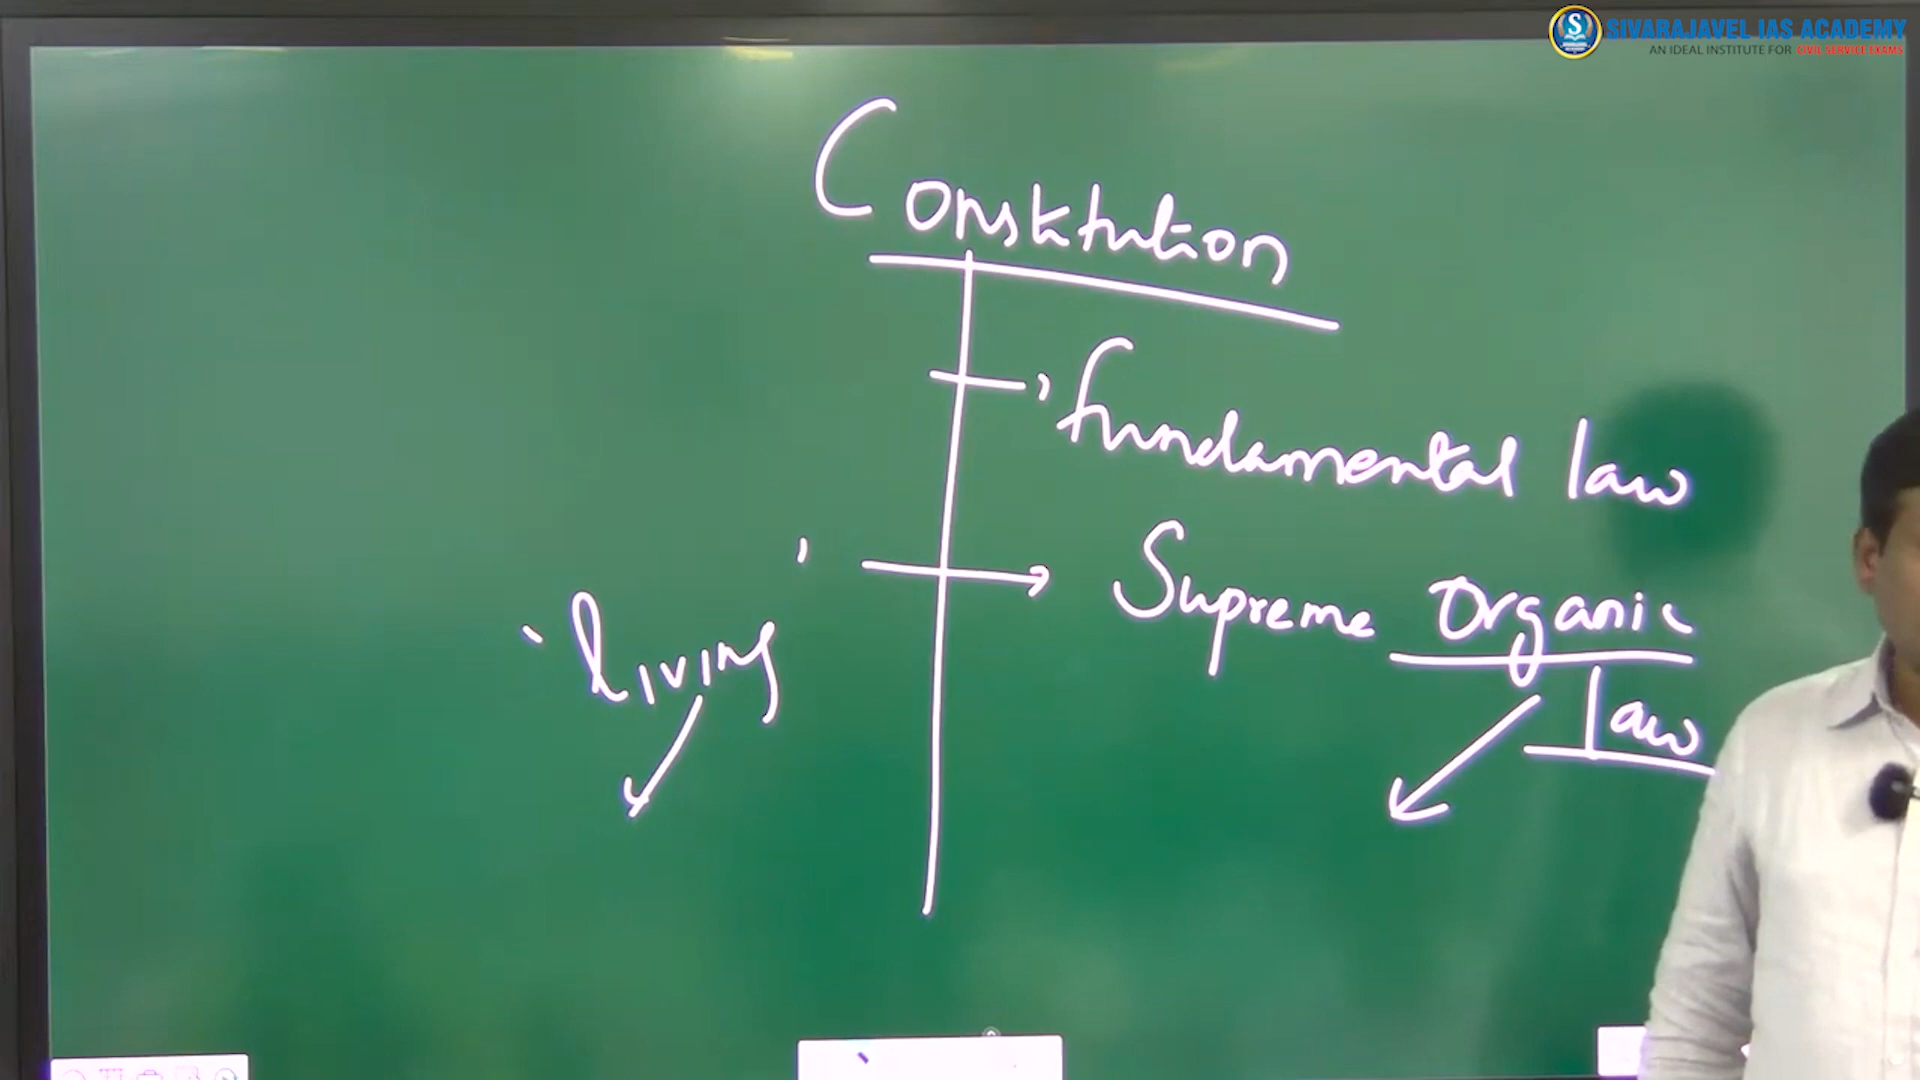 SIVARAJAVEL IAS ACADEMY
AN IDEAL INSTITUTE FOR CIVIL SERVICE EXAMS
Constitution
Fundamental law
Supreme Organic
law
'living'